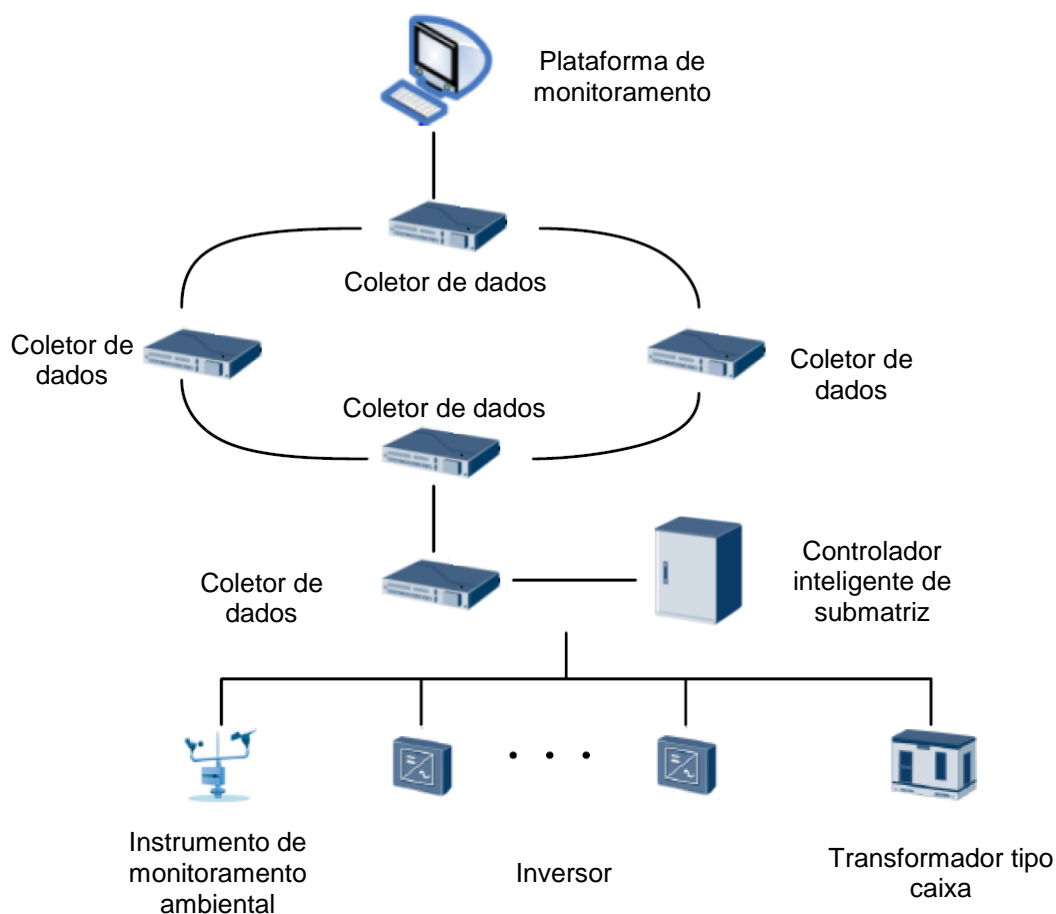 Plataforma de
monitoramento
Coletor de dados
Coletor de
dados
Coletor de
dados
Coletor de dados
Coletor de
dados
Controlador
inteligente de
submatriz
Instrumento de
monitoramento
ambiental
Inversor
Transformador tipo
caixa